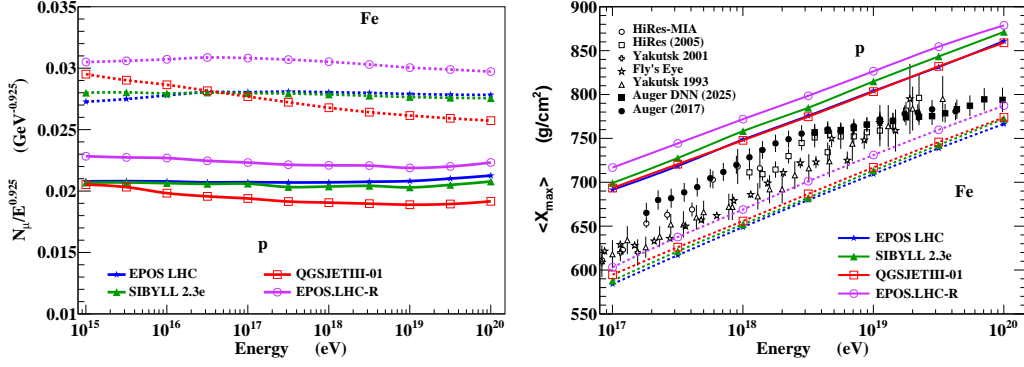 Fe
N_μ/E^0.925 (GeV^-0.925)
0.035
0.03
0.025
0.02
0.015
0.01
p
EPOS LHC
QGSJETIII-01
SIBYLL 2.3e
EPOS.LHC-R
10^15 10^16 10^17 10^18 10^19 10^20
Energy (eV)
<X_max> (g/cm^2)
900
850
800
750
700
650
600
550
HiRes-MIA
HiRes (2005)
Yakutsk 2001
Fly's Eye
Yakutsk 1993
Auger DNN (2025)
Auger (2017)
p
Fe
EPOS LHC
SIBYLL 2.3e
QGSJETIII-01
EPOS.LHC-R
10^17 10^18 10^19 10^20
Energy (eV)